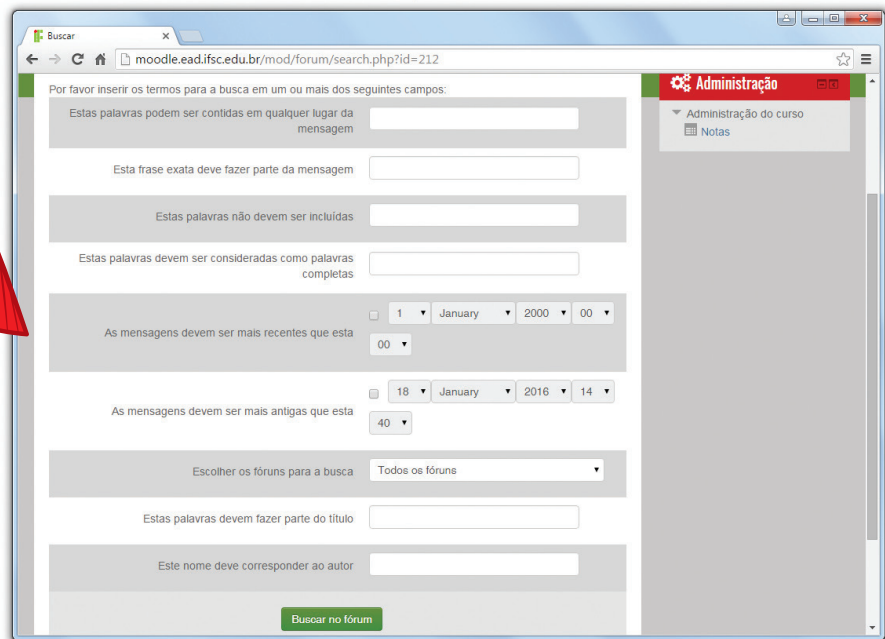 Buscar
moodle.ead.ifsc.edu.br/mod/forum/search.php?id=212
Por favor inserir os termos para a busca em um ou mais dos seguintes campos:
Estas palavras podem ser contidas em qualquer lugar da
mensagem
Esta frase exata deve fazer parte da mensagem
Estas palavras não devem ser incluídas
Estas palavras devem ser consideradas como palavras
completas
As mensagens devem ser mais recentes que esta
1 January 2000 00
00
As mensagens devem ser mais antigas que esta
18 January 2016 14
40
Escolher os fóruns para a busca
Todos os fóruns
Estas palavras devem fazer parte do título
Este nome deve corresponder ao autor
Buscar no fórum
Administração
Administração do curso
Notas